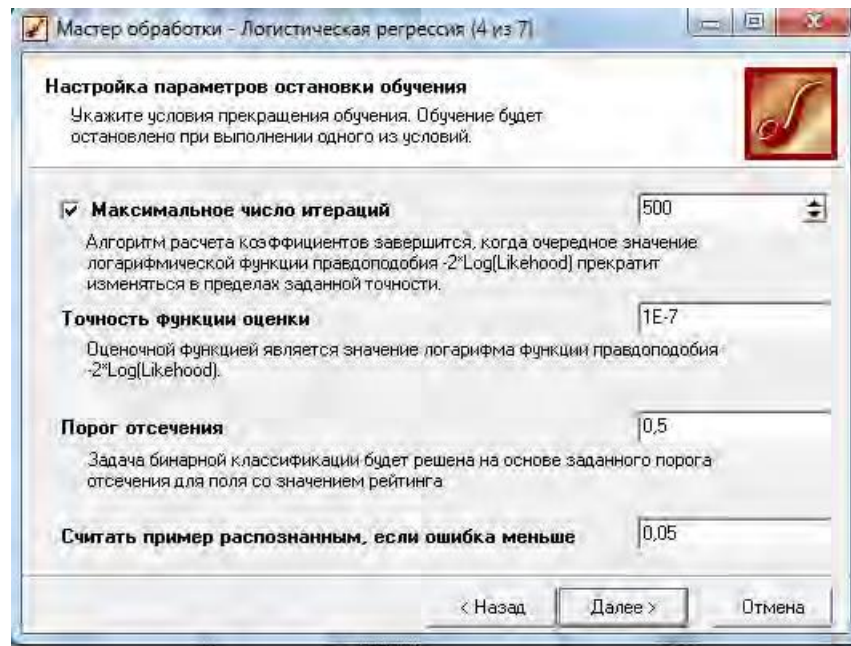 Мастер обработки - Логистическая регрессия (4 из 7)
Настройка параметров остановки обучения
Укажите условия прекращения обучения. Обучение будет
остановлено при выполнении одного из условий.
Максимальное число итераций 500
Алгоритм расчета коэффициентов завершится, когда очередное значение
логарифмической функции правдоподобия -2*Log(Likehood) прекратит
изменяться в пределах заданной точности.
Точность функции оценки 1E-7
Оценочной функцией является значение логарифма функции правдоподобия
-2*Log(Likehood).
Порог отсечения 0,5
Задача бинарной классификации будет решена на основе заданного порога
отсечения для поля со значением рейтинга
Считать пример распознанным, если ошибка меньше 0,05
< Назад Далее > Отмена